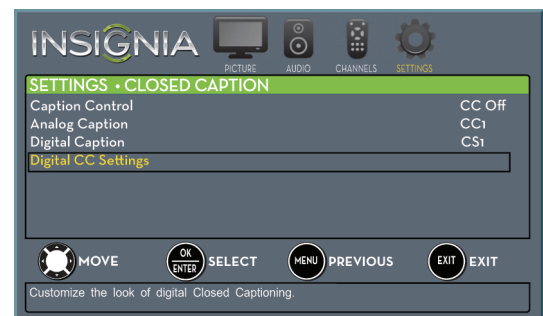 INSIGNIA
PICTURE AUDIO CHANNELS SETTINGS
SETTINGS • CLOSED CAPTION
Caption Control CC Off
Analog Caption CC1
Digital Caption CS1
Digital CC Settings
MOVE OK ENTER SELECT MENU PREVIOUS EXIT EXIT
Customize the look of digital Closed Captioning.